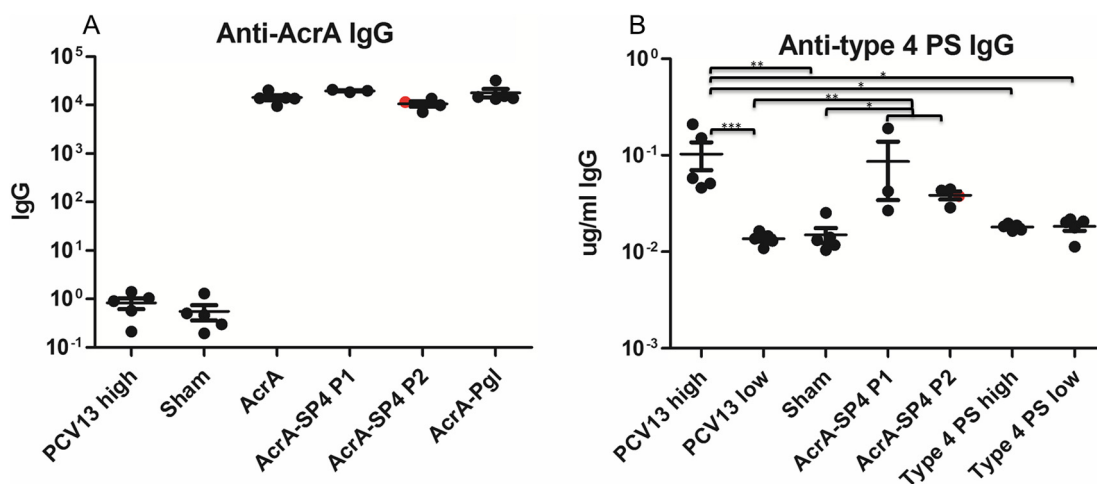 A
Anti-AcrA IgG
IgG
10^5
10^4
10^3
10^2
10^1
10^0
10^-1
PCV13 high
Sham
AcrA
AcrA-SP4 P1
AcrA-SP4 P2
AcrA-Pgl
B
Anti-type 4 PS IgG
ug/ml IgG
10^0
10^-1
10^-2
10^-3
**
*
*
**
*
***
PCV13 high
PCV13 low
Sham
AcrA-SP4 P1
AcrA-SP4 P2
Type 4 PS high
Type 4 PS low